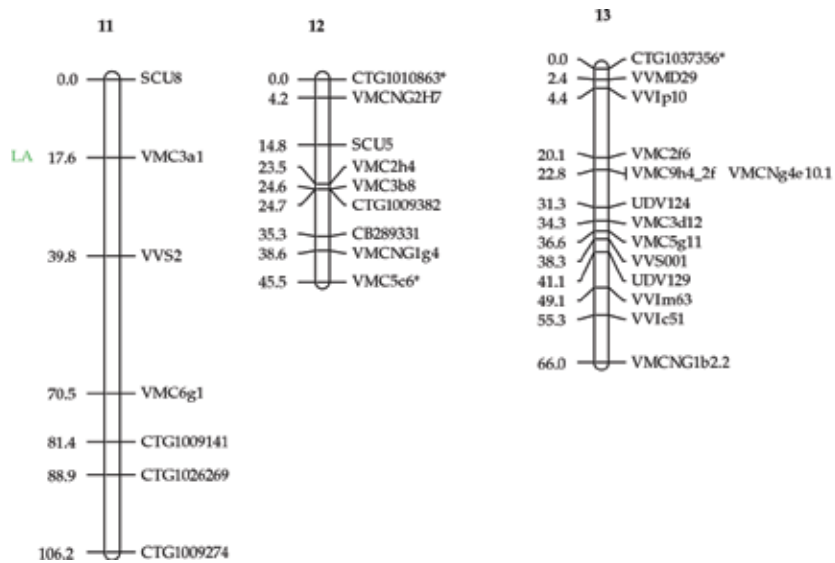 11
0.0 SCU8
LA 17.6 VMC3a1
39.8 VVS2
70.5 VMC6g1
81.4 CTG1009141
88.9 CTG1026269
106.2 CTG1009274
12
0.0 CTG1010863*
4.2 VMCNG2H7
14.8 SCU5
23.5 VMC2h4
24.6 VMC3b8
24.7 CTG1009382
35.3 CB289331
38.6 VMCNG1g4
45.5 VMC5c6*
13
0.0 CTG1037356*
2.4 VVMD29
4.4 VVIp10
20.1 VMC2f6
22.8 VMC9h4_2f VMCNg4e10.1
31.3 UDV124
34.3 VMC3d12
36.6 VMC5g11
38.3 VVS001
41.1 UDV129
49.1 VVIm63
55.3 VVIc51
66.0 VMCNG1b2.2